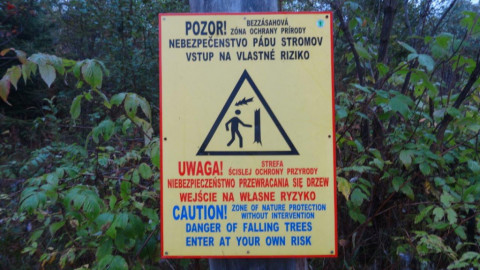 POZOR! BEZZÁSAHOVÁ
ZÓNA OCHRANY PRÍRODY
NEBEZPEČENSTVO PÁDU STROMOV
VSTUP NA VLASTNÉ RIZIKO
UWAGA! STREFA
ŚCISLEJ OCHRONY PRZYRODY
NIEBEZPIECZEŃSTWO PRZEWRACANIA SIĘ DRZEW
WEJŚCIE NA WŁASNE RYZYKO
CAUTION! ZONE OF NATURE PROTECTION
WITHOUT INTERVENTION
DANGER OF FALLING TREES
ENTER AT YOUR OWN RISK